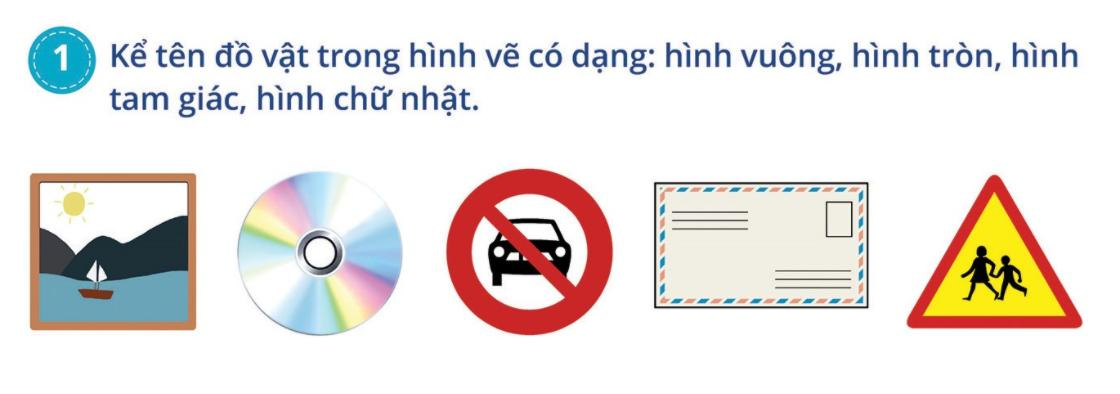 1 Kể tên đồ vật trong hình vẽ có dạng: hình vuông, hình tròn, hình
tam giác, hình chữ nhật.